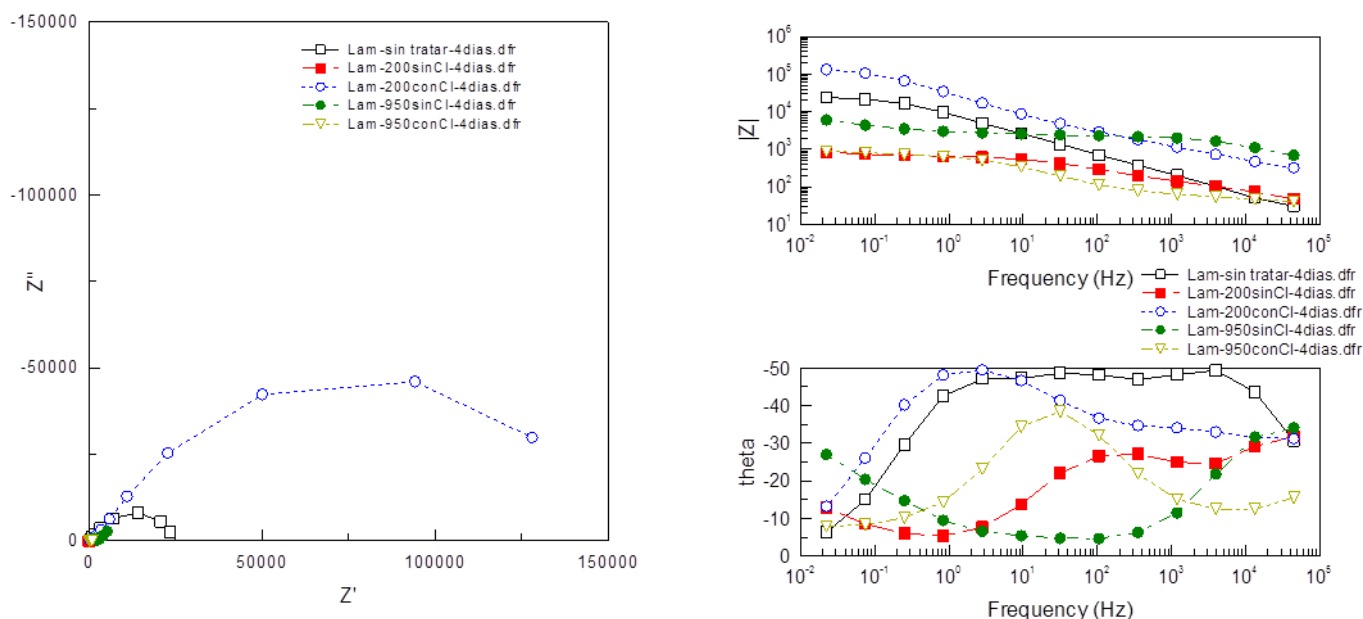 -150000
-100000
-50000
0
Z''
0
50000
100000
150000
Z'
Lam-sin tratar-4dias.dfr
Lam-200sinCl-4dias.dfr
Lam-200conCl-4dias.dfr
Lam-950sinCl-4dias.dfr
Lam-950conCl-4dias.dfr
10^6
10^5
10^4
10^3
10^2
10^1
|Z|
10^-2
10^-1
10^0
10^1
10^2
10^3
10^4
10^5
Frequency (Hz)
Lam-sin tratar-4dias.dfr
Lam-200sinCl-4dias.dfr
Lam-200conCl-4dias.dfr
Lam-950sinCl-4dias.dfr
Lam-950conCl-4dias.dfr
-50
-40
-30
-20
-10
0
theta
10^-2
10^-1
10^0
10^1
10^2
10^3
10^4
10^5
Frequency (Hz)